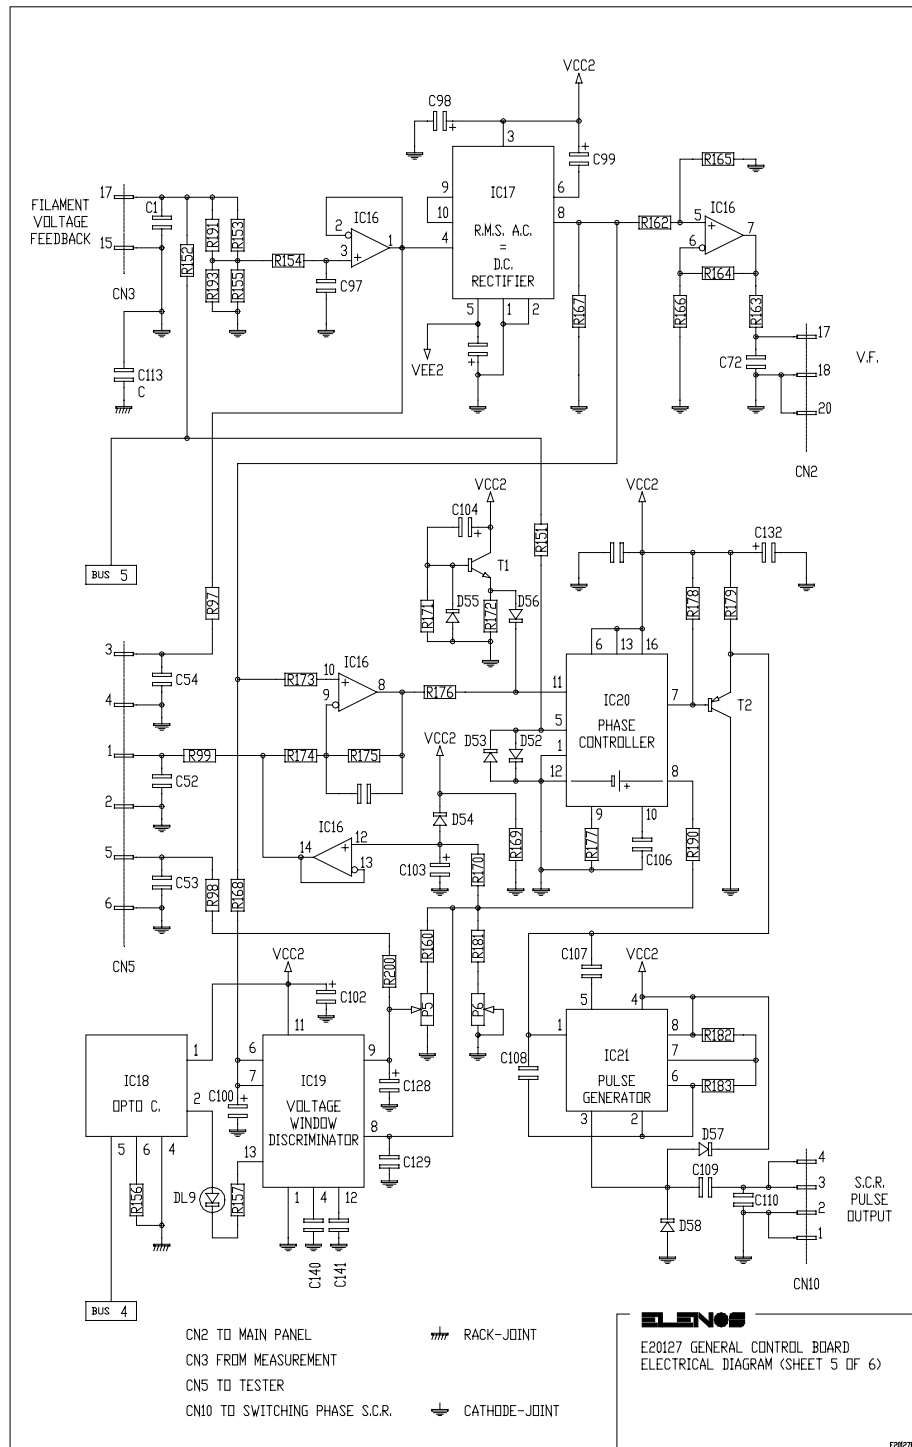 VCC2
C98
3
C99
FILAMENT
VOLTAGE
FEEDBACK
17
15
CN3
C1
R152
R191
R153
R193
R155
R154
C97
IC16
2
3
1
9
10
4
IC17
R.M.S. A.C.
=
D.C.
RECTIFIER
6
8
5
1
2
VEE2
R167
R162
R165
IC16
5
6
7
R164
R166
R163
C72
17
18
20
V.F.
CN2
C113
C
BUS 5
R97
C104
VCC2
T1
R171
D55
R172
D56
R151
VCC2
C132
R178
R179
6
13
16
11
5
1
12
IC20
PHASE
CONTROLLER
7
8
9
10
T2
D53
D52
R177
C106
R190
3
4
1
2
5
6
CN5
C54
C52
C53
R99
R98
R168
R173
10
9
IC16
8
R176
R174
R175
VCC2
D54
IC16
14
12
13
C103
R170
R169
R160
R181
P5
P6
R200
VCC2
C102
11
6
7
13
IC19
VOLTAGE
WINDOW
DISCRIMINATOR
9
8
1
4
12
C128
C129
C140
C141
C100
IC18
OPTO C.
1
2
5
6
4
R156
DL9
R157
BUS 4
C107
VCC2
5
4
1
IC21
PULSE
GENERATOR
8
7
6
3
2
C108
R182
R183
D57
C109
C110
D58
4
3
2
1
S.C.R.
PULSE
OUTPUT
CN10
CN2 TO MAIN PANEL
RACK-JOINT
CN3 FROM MEASUREMENT
CN5 TO TESTER
CN10 TO SWITCHING PHASE S.C.R.
CATHODE-JOINT
ELENOS
E20127 GENERAL CONTROL BOARD
ELECTRICAL DIAGRAM (SHEET 5 OF 6)